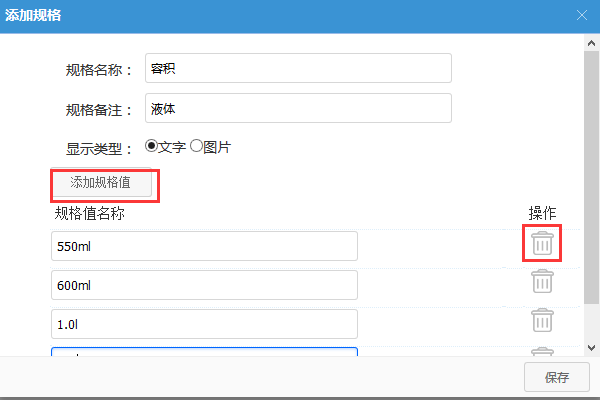 添加规格
规格名称： 容积
规格备注： 液体
显示类型： 文字 图片
添加规格值
规格值名称 操作
550ml
600ml
1.0l
保存